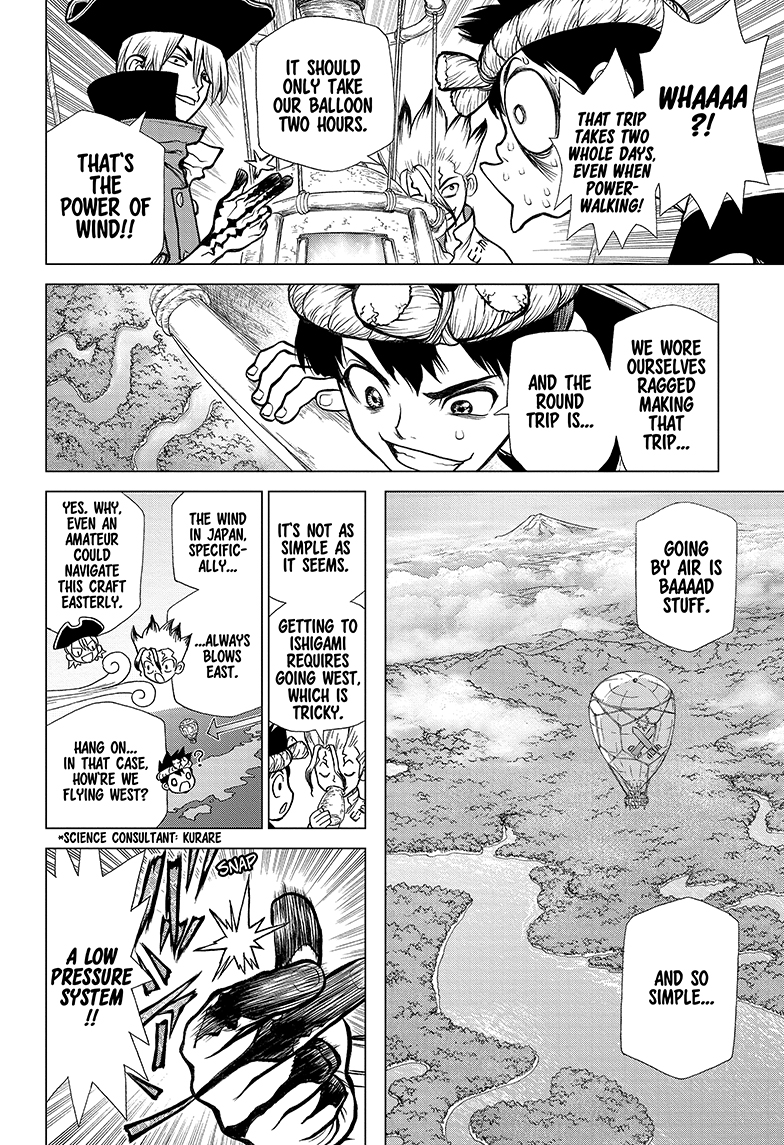 WHAAAA
?!
THAT TRIP
TAKES TWO
WHOLE DAYS,
EVEN WHEN
POWER-
WALKING!
IT SHOULD
ONLY TAKE
OUR BALLOON
TWO HOURS.
THAT'S
THE
POWER OF
WIND!!
WE WORE
OURSELVES
RAGGED
MAKING
THAT
TRIP...
AND THE
ROUND
TRIP IS...
GOING
BY AIR IS
BAAAAD
STUFF.
AND SO
SIMPLE...
IT'S NOT AS
SIMPLE AS
IT SEEMS.
GETTING TO
ISHIGAMI
REQUIRES
GOING WEST,
WHICH IS
TRICKY.
THE WIND
IN JAPAN,
SPECIFIC-
ALLY...
...ALWAYS
BLOWS
EAST.
YES. WHY,
EVEN AN
AMATEUR
COULD
NAVIGATE
THIS CRAFT
EASTERLY.
?
HANG ON...
IN THAT CASE,
HOW'RE WE
FLYING WEST?
*SCIENCE CONSULTANT: KURARE
SNAP
A LOW
PRESSURE
SYSTEM
!!